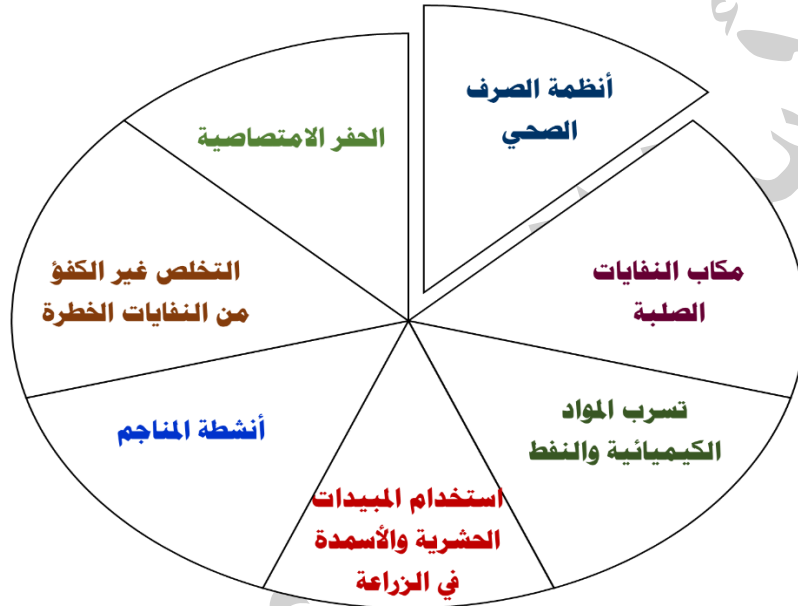 أنظمة الصرف
الصحي
مكاب النفايات
الصلبة
تسرب المواد
الكيميائية والنفط
استخدام المبيدات
الحشرية والأسمدة
في الزراعة
أنشطة المناجم
التخلص غير الكفؤ
من النفايات الخطرة
الحفر الامتصاصية